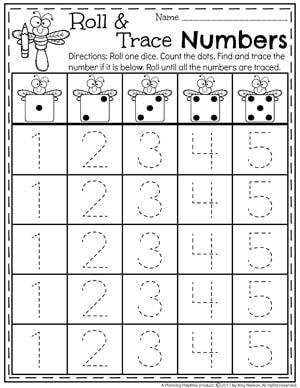 Roll &
Trace Numbers
Name
Directions: Roll one dice. Count the dots. Find and trace the
number if it is below. Roll until all the numbers are traced.
1 2 3 4 5
1 2 3 4 5
1 2 3 4 5
1 2 3 4 5
1 2 3 4 5
A Planning Playtime product. © 2017 by Amy Nielson. All rights reserved.